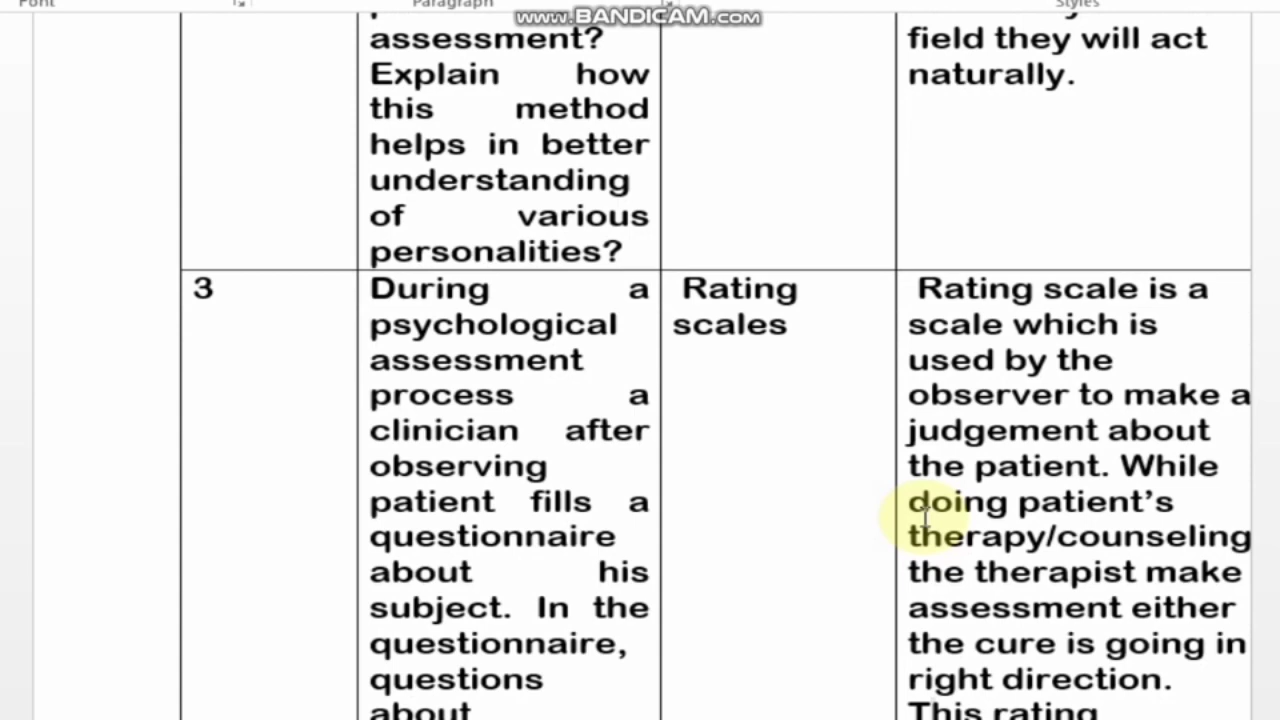 Font Paragraph Styles
www.BANDICAM.com
assessment?
Explain how
this method
helps in better
understanding
of various
personalities?
field they will act
naturally.
3
During a
psychological
assessment
process a
clinician after
observing
patient fills a
questionnaire
about his
subject. In the
questionnaire,
questions
about
Rating
scales
Rating scale is a
scale which is
used by the
observer to make a
judgement about
the patient. While
doing patient’s
therapy/counseling
the therapist make
assessment either
the cure is going in
right direction.
This rating